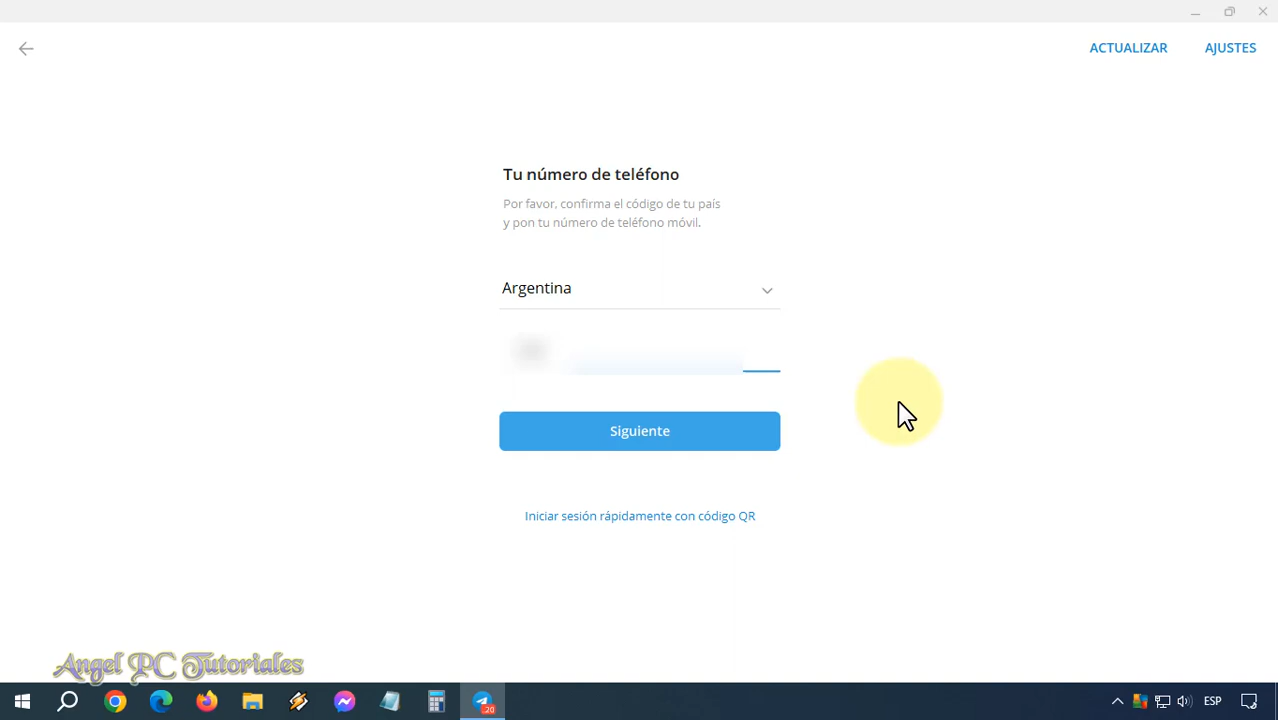 ACTUALIZAR AJUSTES
Tu número de teléfono
Por favor, confirma el código de tu país
y pon tu número de teléfono móvil.
Argentina
Siguiente
Iniciar sesión rápidamente con código QR
Angel PC Tutoriales
20 ESP